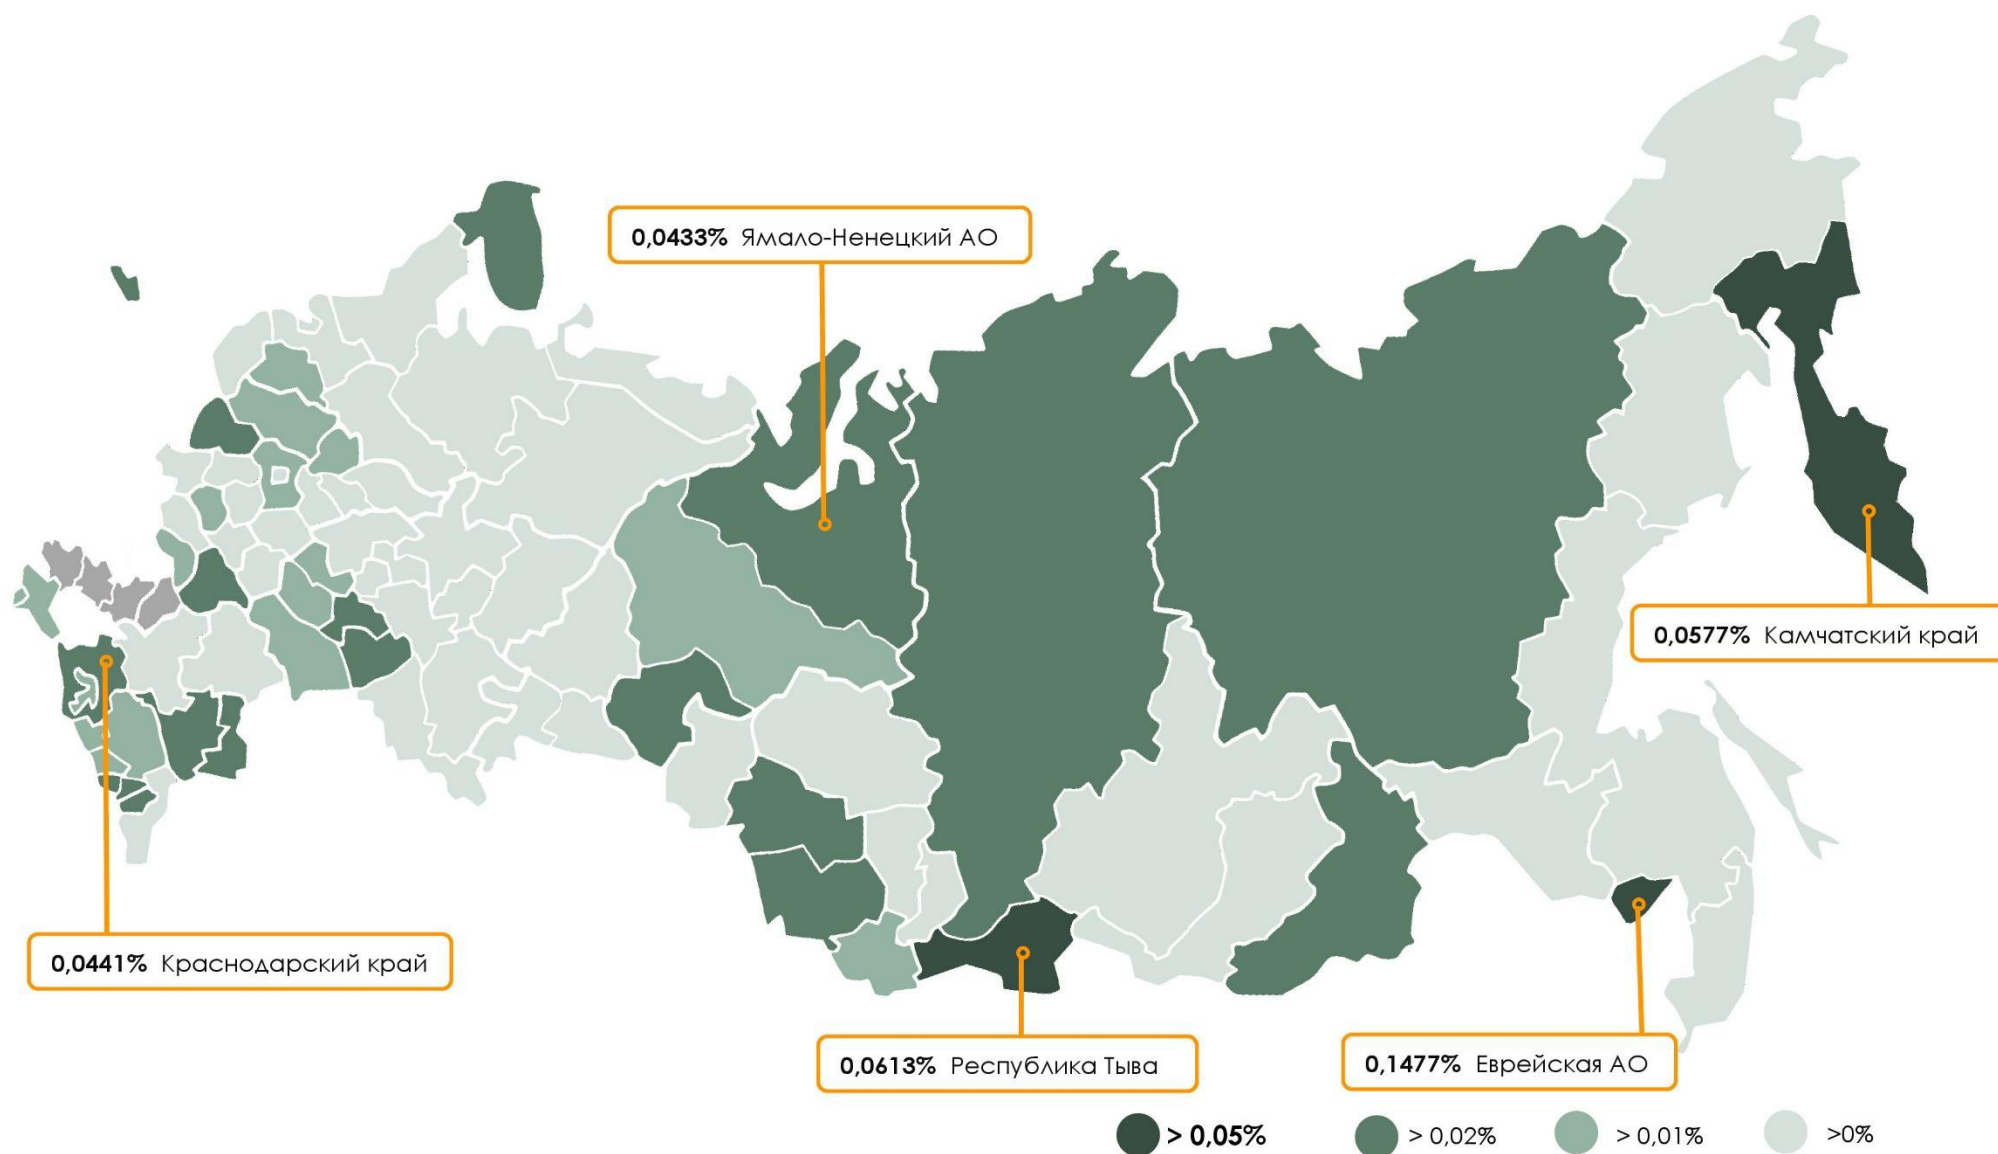 0,0433% Ямало-Ненецкий АО
0,0577% Камчатский край
0,0441% Краснодарский край
0,0613% Республика Тыва
0,1477% Еврейская АО
> 0,05%
> 0,02%
> 0,01%
>0%